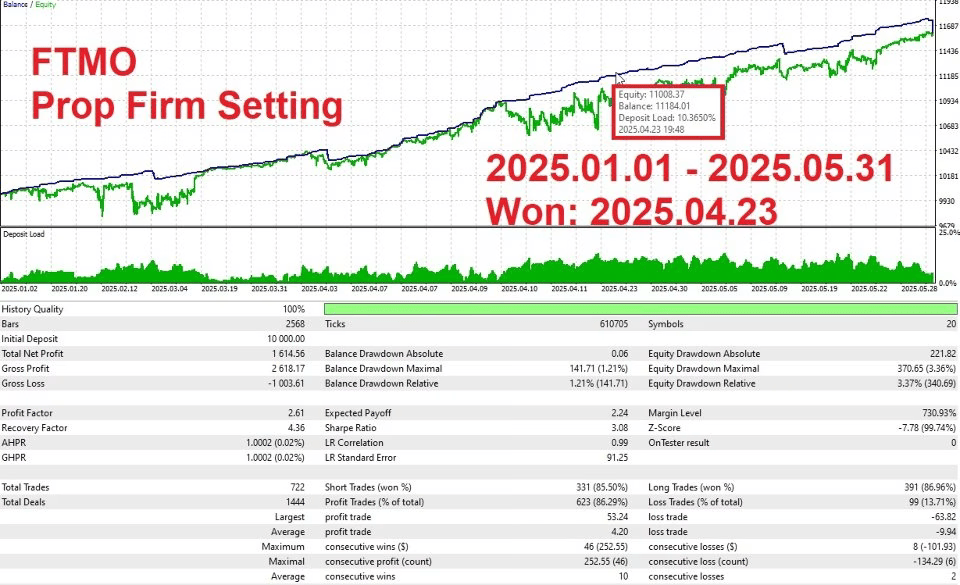 Balance / Equity
11938
11687
11436
11185
10934
10683
10432
10181
9930
9679
FTMO
Prop Firm Setting
Equity: 11008.37
Balance: 11184.01
Deposit Load: 10.3650%
2025.04.23 19:48
2025.01.01 - 2025.05.31
Won: 2025.04.23
Deposit Load
25.0%
0.0%
2025.01.02 2025.01.20 2025.02.12 2025.03.04 2025.03.19 2025.03.31 2025.04.03 2025.04.07 2025.04.07 2025.04.09 2025.04.10 2025.04.11 2025.04.23 2025.04.30 2025.05.05 2025.05.09 2025.05.19 2025.05.22 2025.05.28
History Quality 100%
Bars 2568 Ticks 610705 Symbols 20
Initial Deposit 10 000.00
Total Net Profit 1 614.56 Balance Drawdown Absolute 0.06 Equity Drawdown Absolute 221.82
Gross Profit 2 618.17 Balance Drawdown Maximal 141.71 (1.21%) Equity Drawdown Maximal 370.65 (3.36%)
Gross Loss -1 003.61 Balance Drawdown Relative 1.21% (141.71) Equity Drawdown Relative 3.37% (340.69)
Profit Factor 2.61 Expected Payoff 2.24 Margin Level 730.93%
Recovery Factor 4.36 Sharpe Ratio 3.08 Z-Score -7.78 (99.74%)
AHPR 1.0002 (0.02%) LR Correlation 0.99 OnTester result 0
GHPR 1.0002 (0.02%) LR Standard Error 91.25
Total Trades 722 Short Trades (won %) 331 (85.50%) Long Trades (won %) 391 (86.96%)
Total Deals 1444 Profit Trades (% of total) 623 (86.29%) Loss Trades (% of total) 99 (13.71%)
Largest profit trade 53.24 loss trade -63.82
Average profit trade 4.20 loss trade -9.94
Maximum consecutive wins ($) 46 (252.55) consecutive losses ($) 8 (-101.93)
Maximal consecutive profit (count) 252.55 (46) consecutive loss (count) -134.29 (6)
Average consecutive wins 10 consecutive losses 2